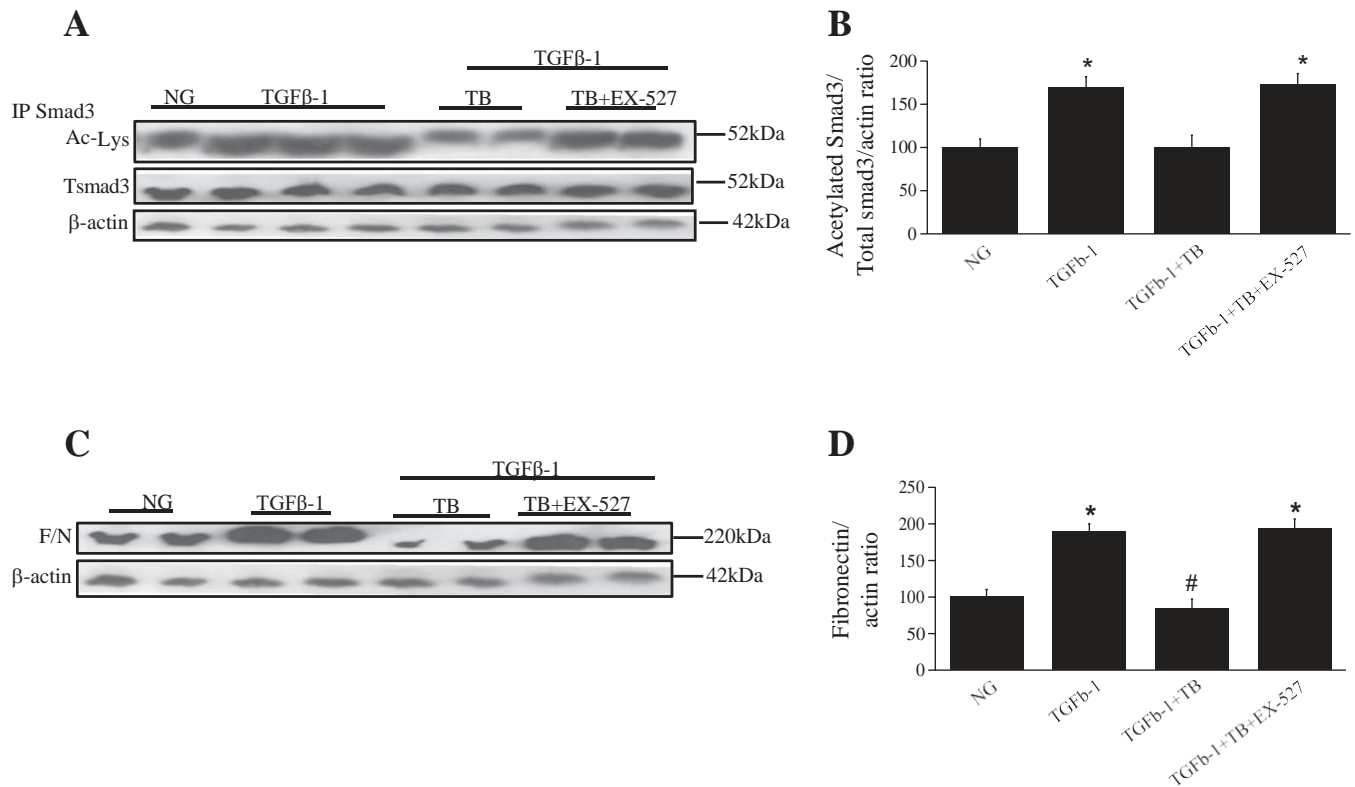 A
TGFβ-1
NG TGFβ-1 TB TB+EX-527
IP Smad3
Ac-Lys 52kDa
Tsmad3 52kDa
β-actin 42kDa
B
Acetylated Smad3/
Total smad3/actin ratio
200
150
100
50
0
* *
NG TGFb-1 TGFb-1+TB TGFb-1+TB+EX-527
C
TGFβ-1
NG TGFβ-1 TB TB+EX-527
F/N 220kDa
β-actin 42kDa
D
Fibronectin/
actin ratio
250
200
150
100
50
0
* # *
NG TGFb-1 TGFb-1+TB TGFb-1+TB+EX-527